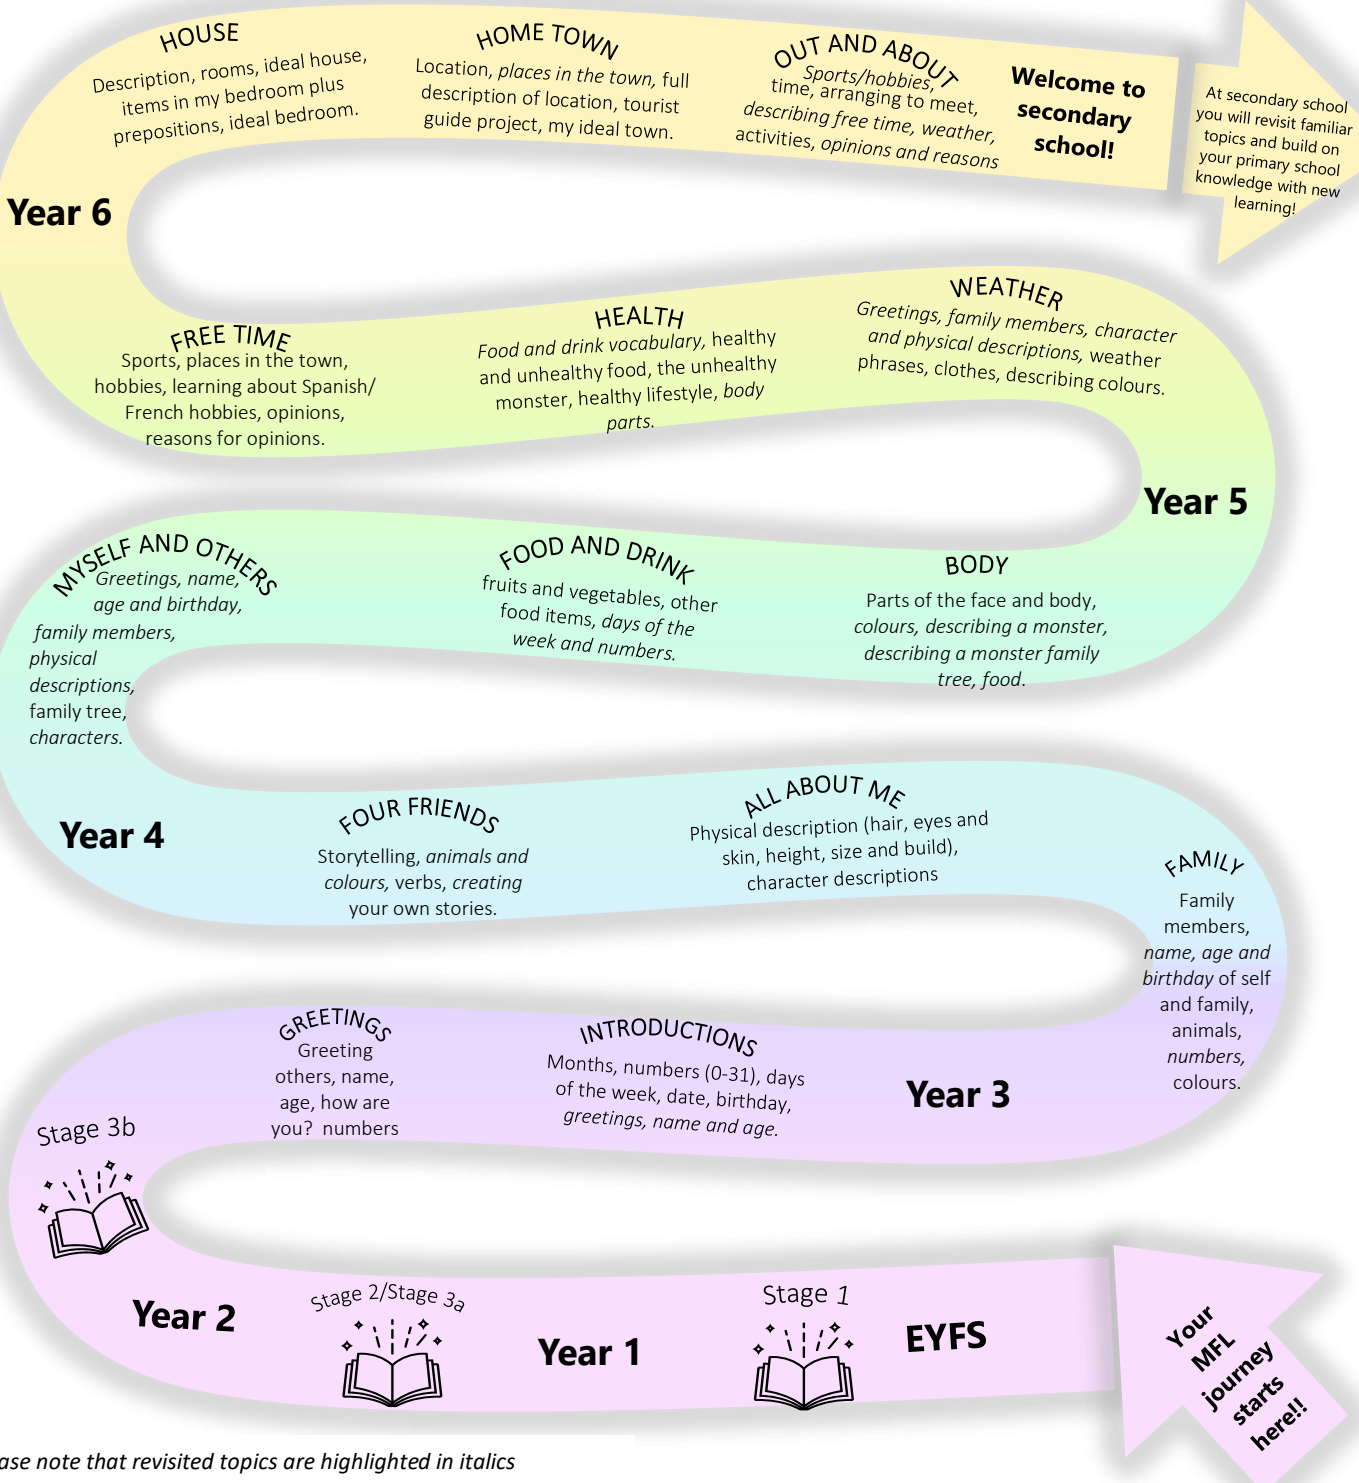 HOUSE
Description, rooms, ideal house,
items in my bedroom plus
prepositions, ideal bedroom.
HOME TOWN
Location, places in the town, full
description of location, tourist
guide project, my ideal town.
OUT AND ABOUT
Sports/hobbies,
time, arranging to meet,
describing free time, weather,
activities, opinions and reasons
Welcome to
secondary
school!
At secondary school
you will revisit familiar
topics and build on
your primary school
knowledge with new
learning!
Year 6
FREE TIME
Sports, places in the town,
hobbies, learning about Spanish/
French hobbies, opinions,
reasons for opinions.
HEALTH
Food and drink vocabulary, healthy
and unhealthy food, the unhealthy
monster, healthy lifestyle, body
parts.
WEATHER
Greetings, family members, character
and physical descriptions, weather
phrases, clothes, describing colours.
Year 5
MYSELF AND OTHERS
Greetings, name,
age and birthday,
family members,
physical
descriptions,
family tree,
characters.
FOOD AND DRINK
fruits and vegetables, other
food items, days of the
week and numbers.
BODY
Parts of the face and body,
colours, describing a monster,
describing a monster family
tree, food.
Year 4
FOUR FRIENDS
Storytelling, animals and
colours, verbs, creating
your own stories.
ALL ABOUT ME
Physical description (hair, eyes and
skin, height, size and build),
character descriptions
FAMILY
Family
members,
name, age and
birthday of self
and family,
animals,
numbers,
colours.
GREETINGS
Greeting
others, name,
age, how are
you? numbers
INTRODUCTIONS
Months, numbers (0-31), days
of the week, date, birthday,
greetings, name and age.
Year 3
Stage 3b
Year 2
Stage 2/Stage 3a
Year 1
Stage 1
EYFS
Your
MFL
journey
starts
here!!
ase note that revisited topics are highlighted in italics